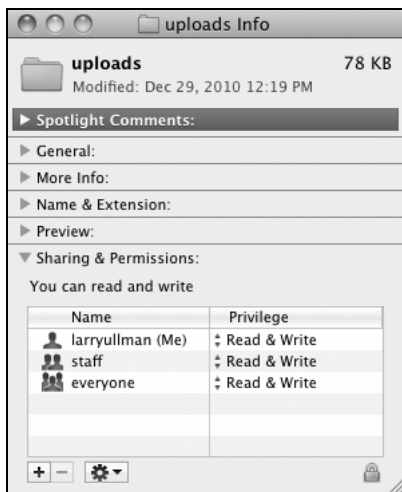 uploads Info
uploads 78 KB
Modified: Dec 29, 2010 12:19 PM
Spotlight Comments:
General:
More Info:
Name & Extension:
Preview:
Sharing & Permissions:
You can read and write
Name Privilege
larryullman (Me) Read & Write
staff Read & Write
everyone Read & Write